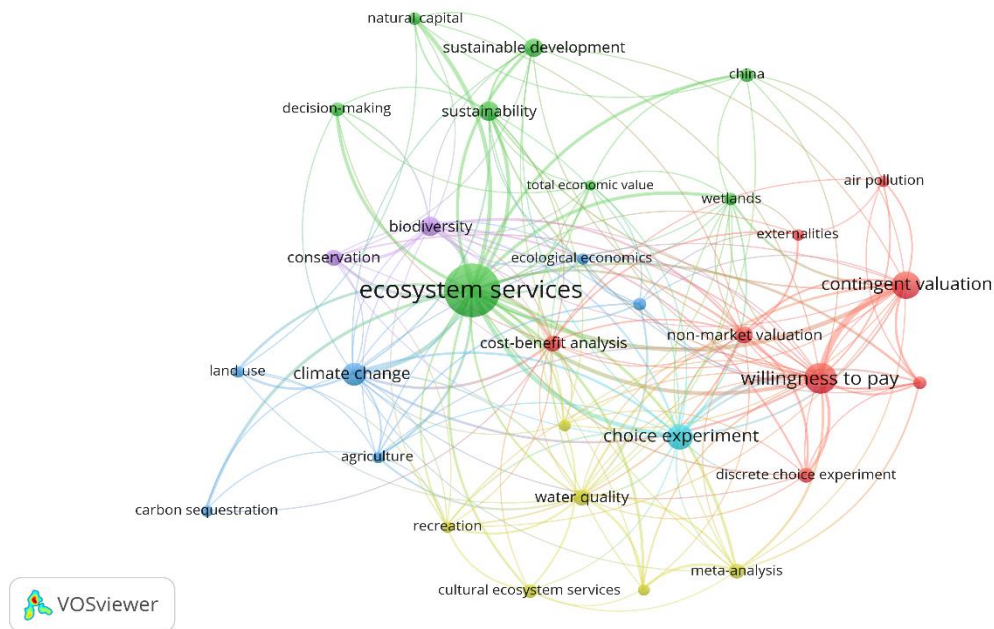 natural capital
sustainable development
china
decision-making
sustainability
air pollution
total economic value
wetlands
biodiversity
externalities
conservation
ecological economics
ecosystem services
contingent valuation
non-market valuation
cost-benefit analysis
land use
climate change
willingness to pay
choice experiment
agriculture
discrete choice experiment
water quality
carbon sequestration
recreation
meta-analysis
cultural ecosystem services
VOSviewer